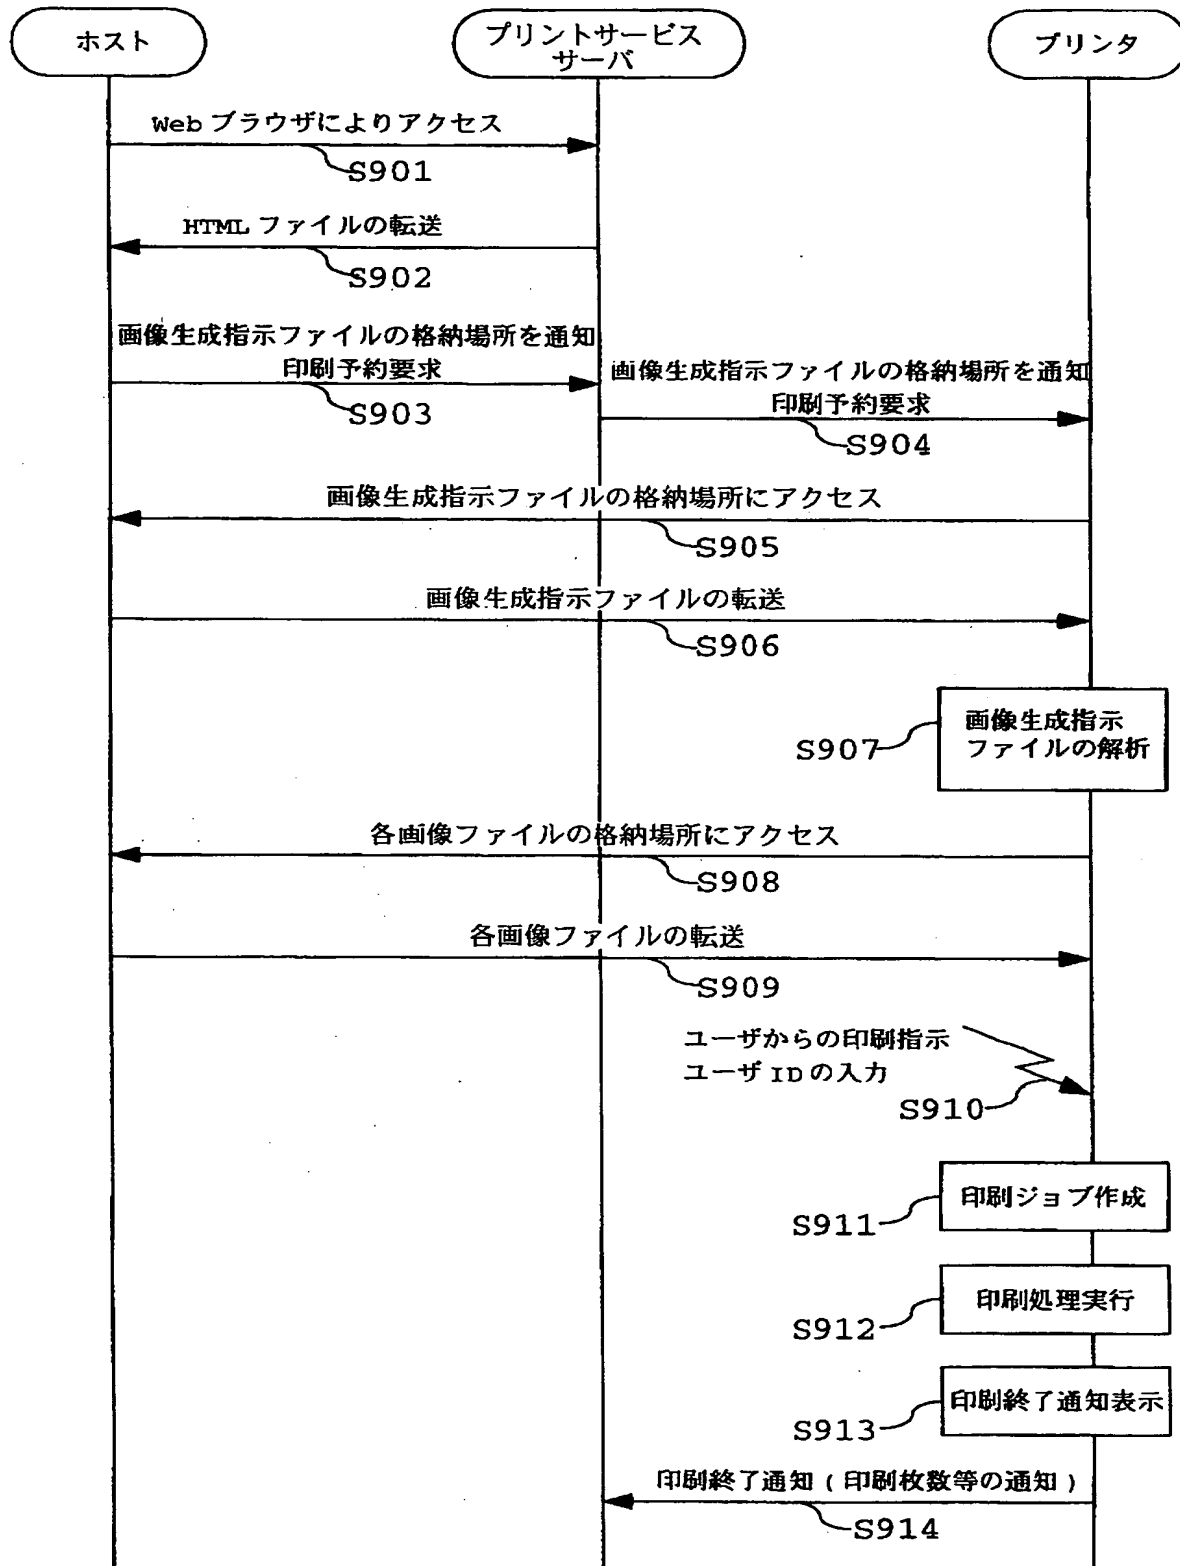 ホスト
プリントサービス
サーバ
プリンタ
Web ブラウザによりアクセス
S901
HTML ファイルの転送
S902
画像生成指示ファイルの格納場所を通知
印刷予約要求
S903
画像生成指示ファイルの格納場所を通知
印刷予約要求
S904
画像生成指示ファイルの格納場所にアクセス
S905
画像生成指示ファイルの転送
S906
画像生成指示
ファイルの解析
S907
各画像ファイルの格納場所にアクセス
S908
各画像ファイルの転送
S909
ユーザからの印刷指示
ユーザ ID の入力
S910
印刷ジョブ作成
S911
印刷処理実行
S912
印刷終了通知表示
S913
印刷終了通知 ( 印刷枚数等の通知 )
S914